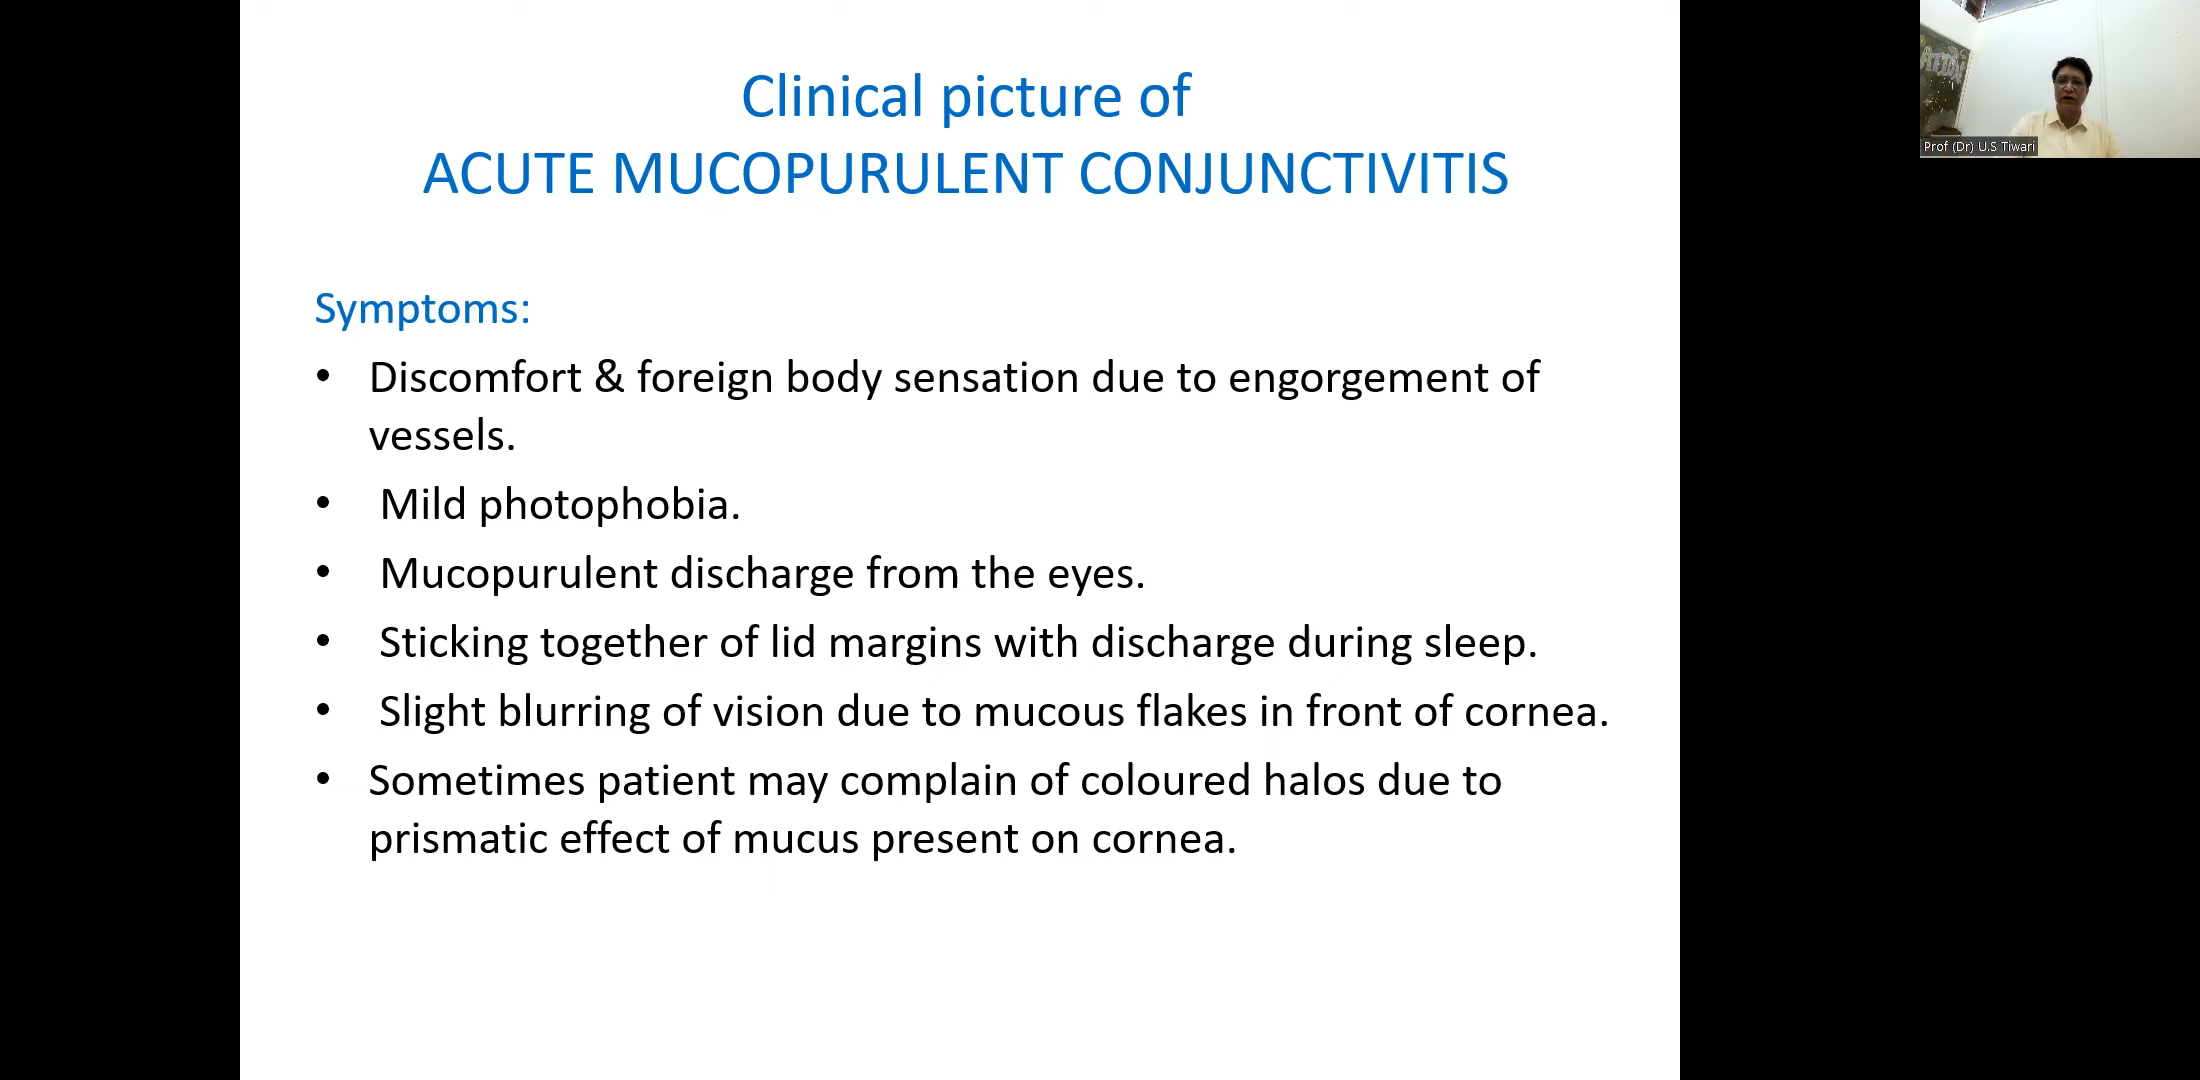 Clinical picture of
ACUTE MUCOPURULENT CONJUNCTIVITIS
Symptoms:
• Discomfort & foreign body sensation due to engorgement of
vessels.
• Mild photophobia.
• Mucopurulent discharge from the eyes.
• Sticking together of lid margins with discharge during sleep.
• Slight blurring of vision due to mucous flakes in front of cornea.
• Sometimes patient may complain of coloured halos due to
prismatic effect of mucus present on cornea.
Prof (Dr) U.S Tiwari